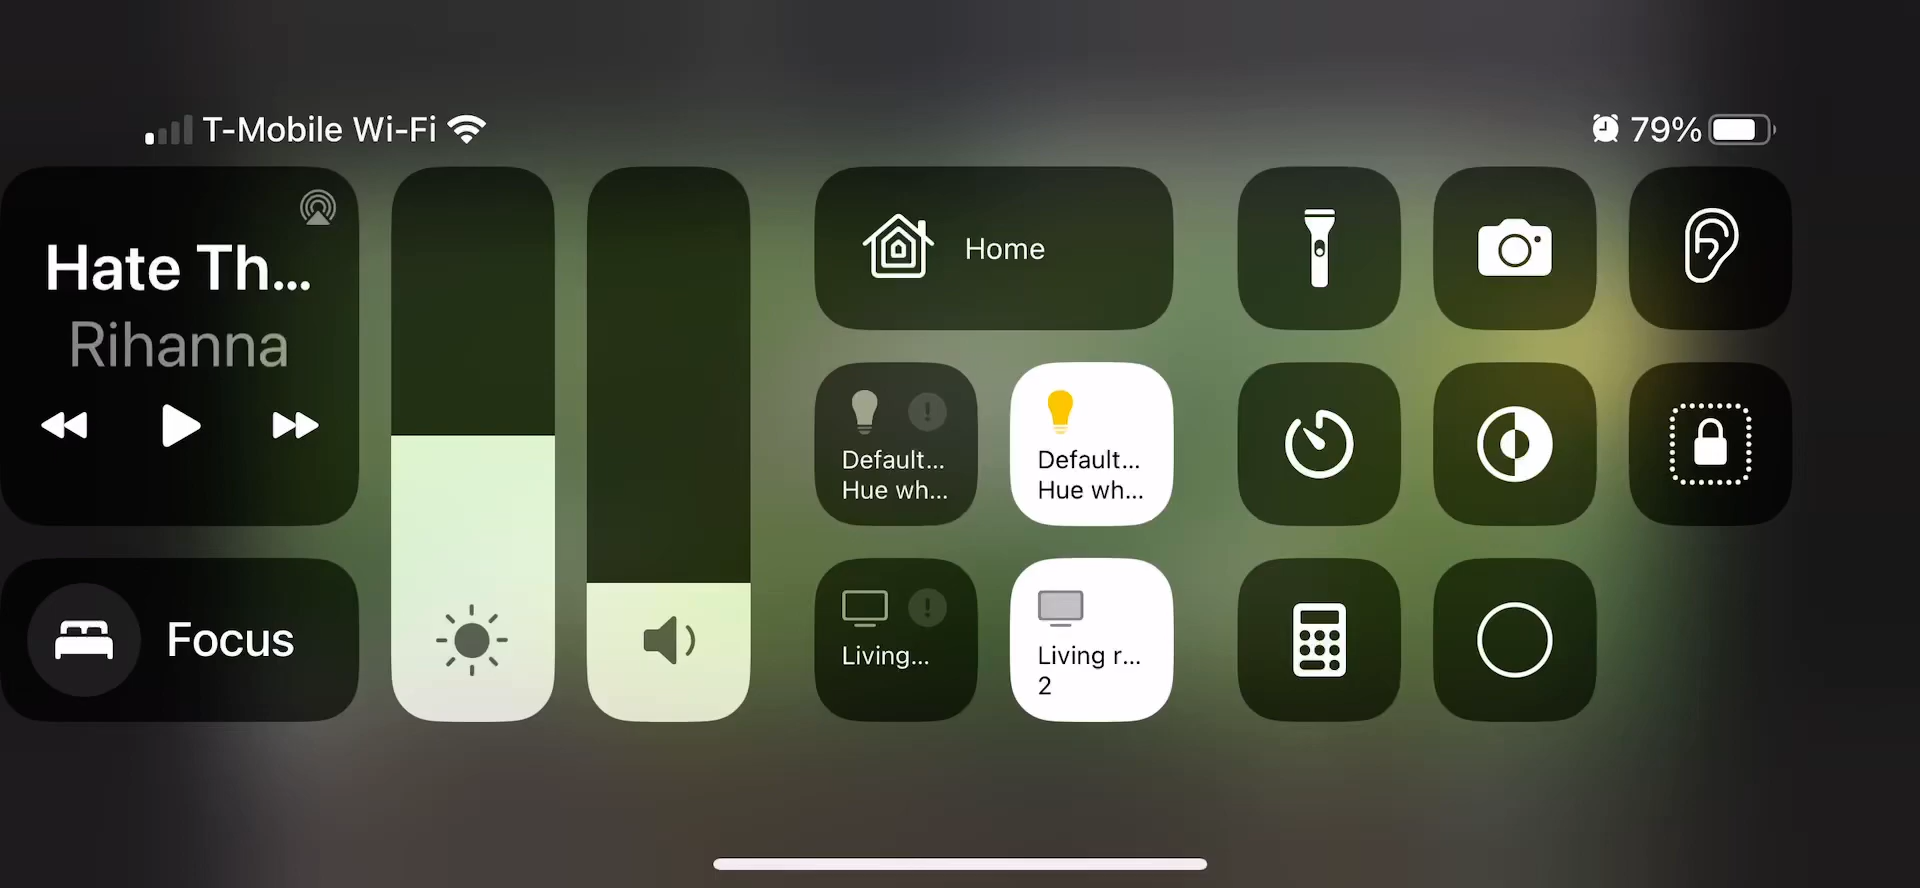 T-Mobile Wi-Fi
79%
Hate Th...
Rihanna
Focus
Home
Default...
Hue wh...
Default...
Hue wh...
Living...
Living r...
2